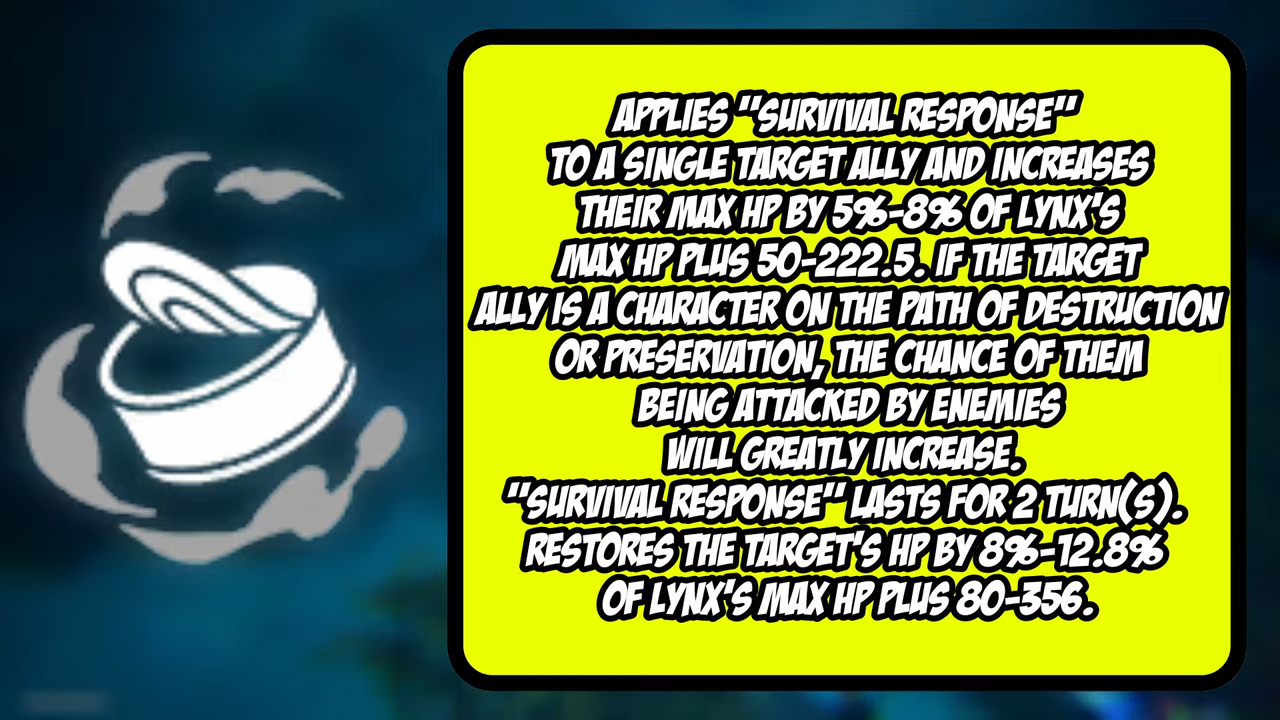 APPLIES "SURVIVAL RESPONSE"
TO A SINGLE TARGET ALLY AND INCREASES
THEIR MAX HP BY 5%-8% OF LYNX'S
MAX HP PLUS 50-222.5. IF THE TARGET
ALLY IS A CHARACTER ON THE PATH OF DESTRUCTION
OR PRESERVATION, THE CHANCE OF THEM
BEING ATTACKED BY ENEMIES
WILL GREATLY INCREASE.
"SURVIVAL RESPONSE" LASTS FOR 2 TURN(S).
RESTORES THE TARGET'S HP BY 8%-12.8%
OF LYNX'S MAX HP PLUS 80-356.